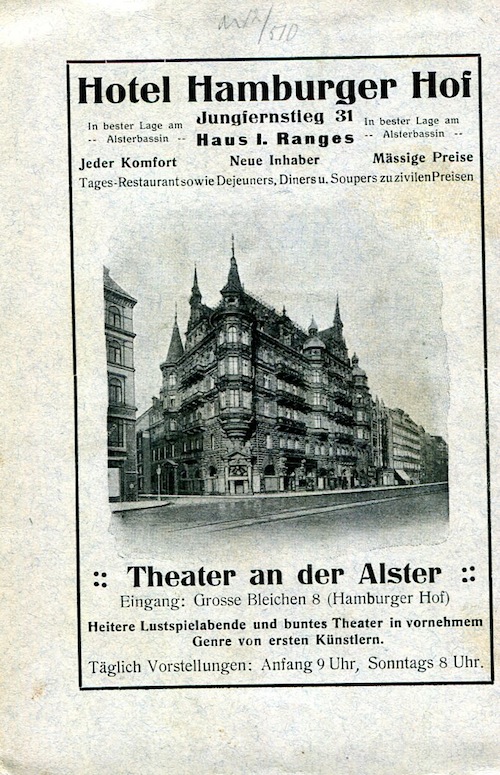 Hotel Hamburger Hof
In bester Lage am
-- Alsterbassin --
Jungfernstieg 31
Haus I. Ranges
In bester Lage am
-- Alsterbassin --
Jeder Komfort Neue Inhaber Mässige Preise
Tages-Restaurant sowie Dejeuners, Diners u. Soupers zu zivilen Preisen
:: Theater an der Alster ::
Eingang: Grosse Bleichen 8 (Hamburger Hof)
Heitere Lustspielabende und buntes Theater in vornehmem
Genre von ersten Künstlern.
Täglich Vorstellungen: Anfang 9 Uhr, Sonntags 8 Uhr.